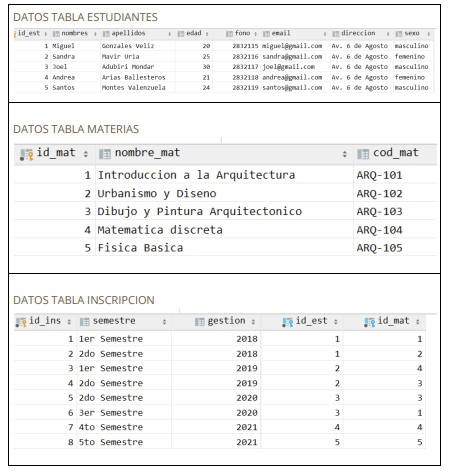 DATOS TABLA ESTUDIANTES
id_est nombres apellidos edad fono email direccion sexo
1 Miguel Gonzales Veliz 20 2832115 miguel@gmail.com Av. 6 de Agosto masculino
2 Sandra Mavir Uria 25 2832116 sandra@gmail.com Av. 6 de Agosto femenino
3 Joel Adubiri Mondar 30 2832117 joel@gmail.com Av. 6 de Agosto masculino
4 Andrea Arias Ballesteros 21 2832118 andrea@gmail.com Av. 6 de Agosto femenino
5 Santos Montes Valenzuela 24 2832119 santos@gmail.com Av. 6 de Agosto masculino
DATOS TABLA MATERIAS
id_mat nombre_mat cod_mat
1 Introduccion a la Arquitectura ARQ-101
2 Urbanismo y Diseno ARQ-102
3 Dibujo y Pintura Arquitectonico ARQ-103
4 Matematica discreta ARQ-104
5 Fisica Basica ARQ-105
DATOS TABLA INSCRIPCION
id_ins semestre gestion id_est id_mat
1 1er Semestre 2018 1 1
2 2do Semestre 2018 1 2
3 1er Semestre 2019 2 4
4 2do Semestre 2019 2 3
5 2do Semestre 2020 3 3
6 3er Semestre 2020 3 1
7 4to Semestre 2021 4 4
8 5to Semestre 2021 5 5